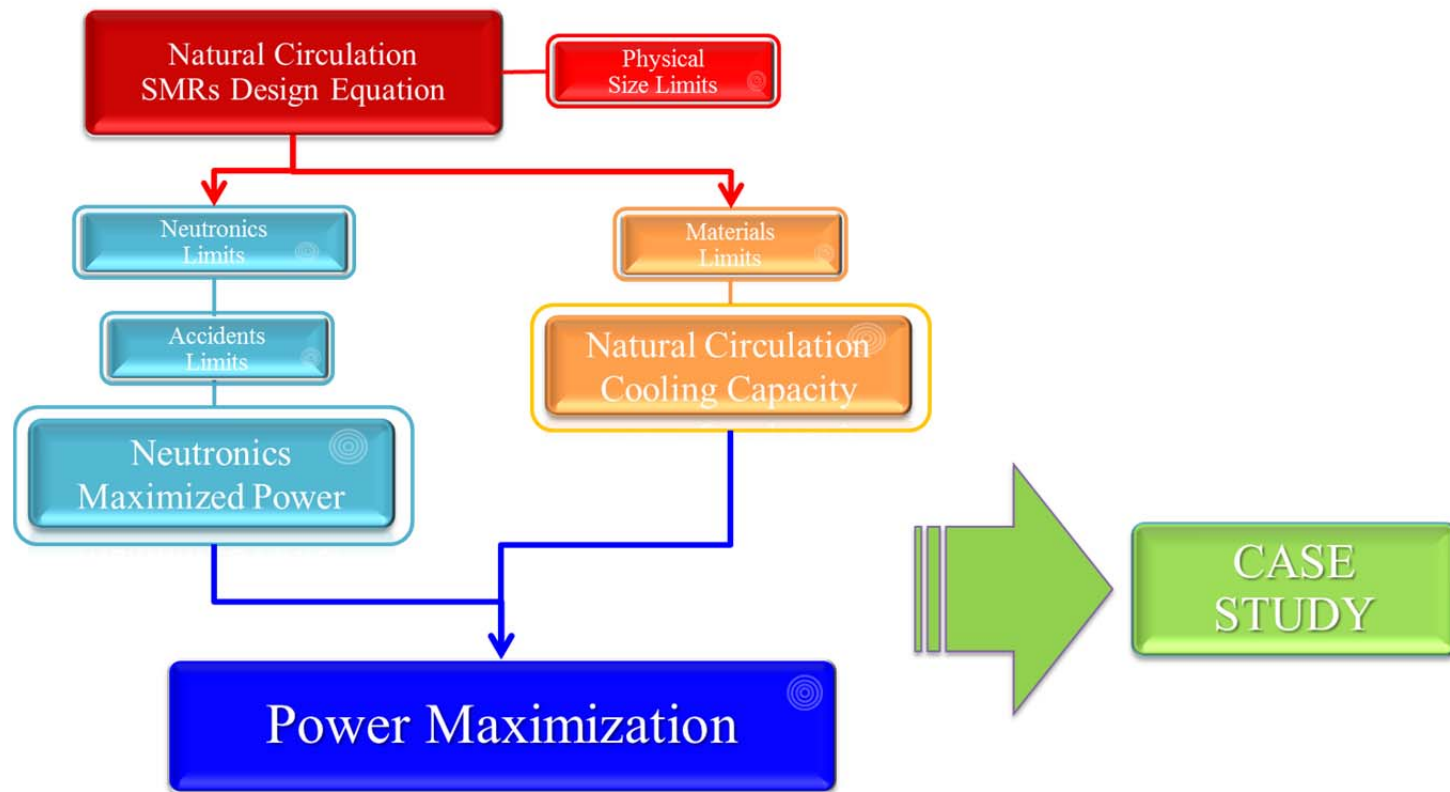 Natural Circulation
SMRs Design Equation
Physical
Size Limits
Neutronics
Limits
Materials
Limits
Accidents
Limits
Natural Circulation
Cooling Capacity
Neutronics
Maximized Power
CASE
STUDY
Power Maximization